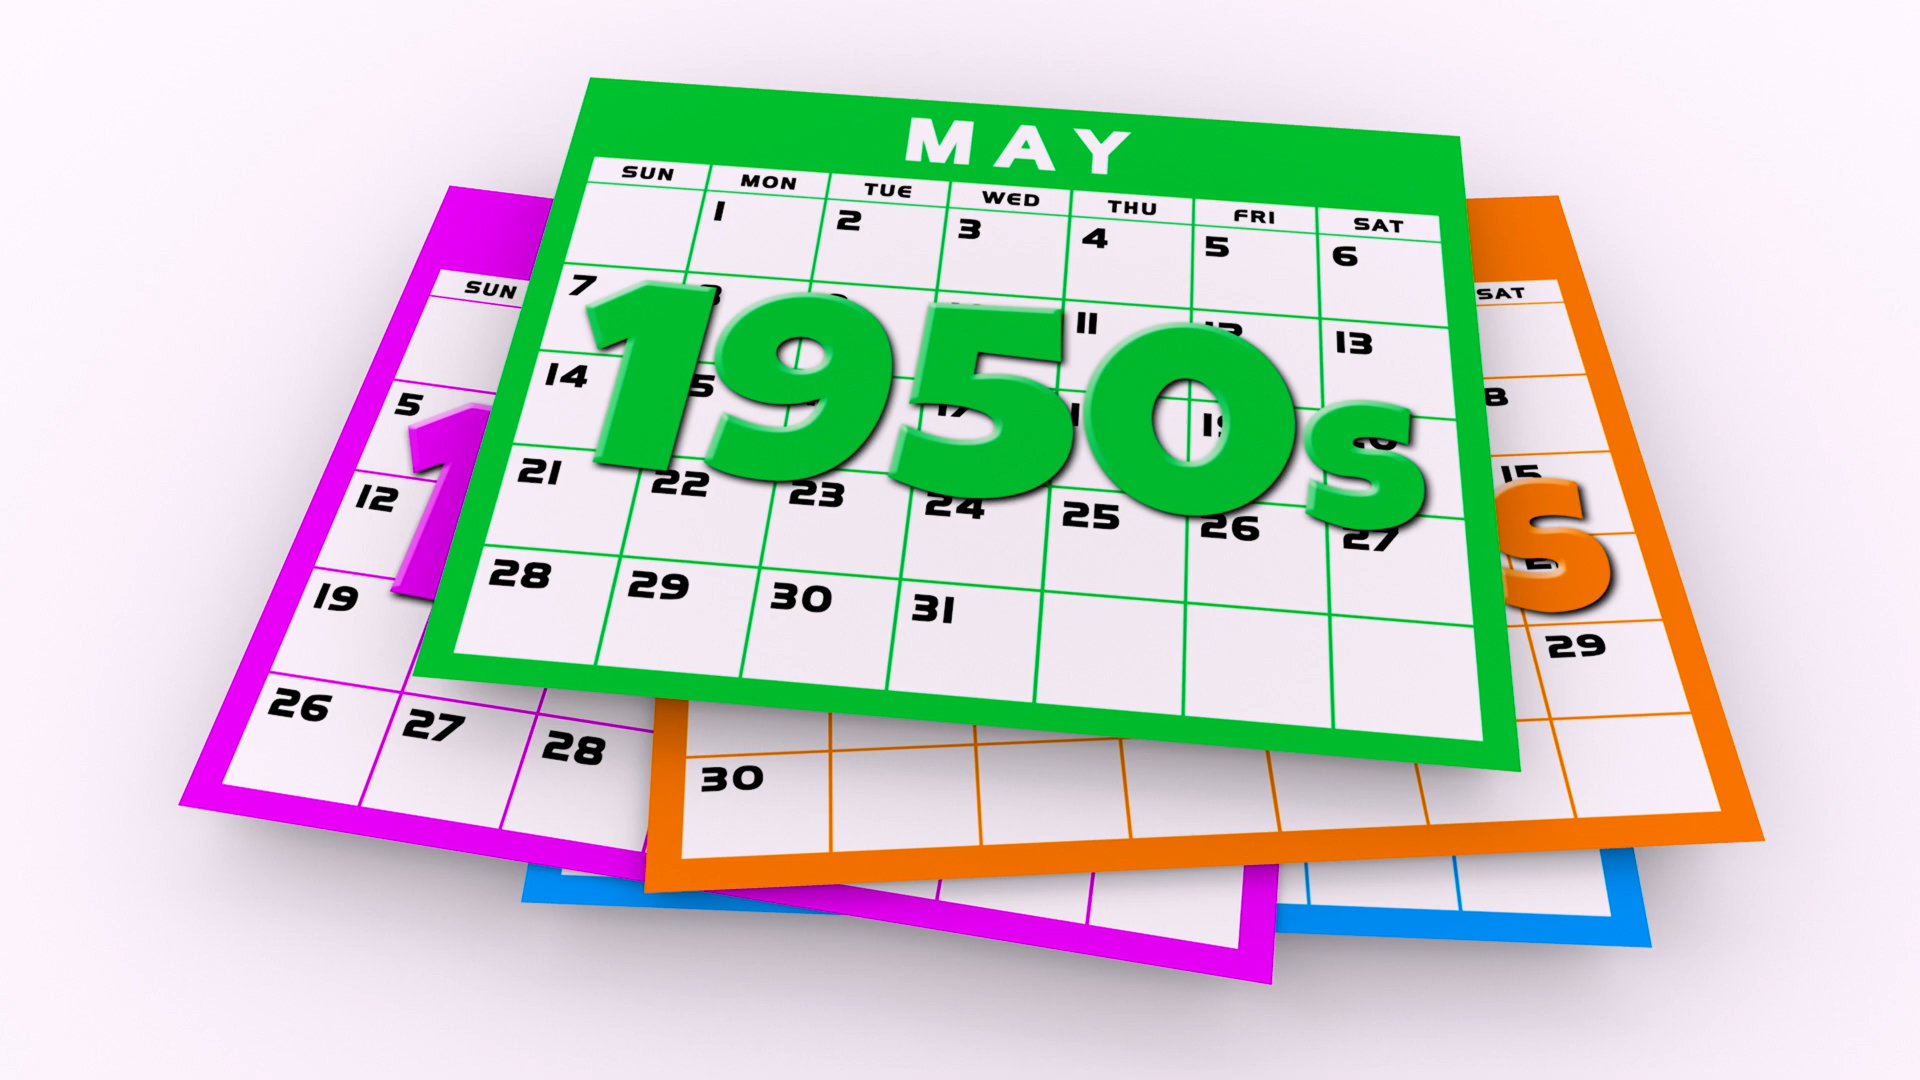 MAY
SUN MON TUE WED THU FRI SAT
1 2 3 4 5 6
7 11 13
14
21 22 23 24 25 26 27
28 29 30 31
1950s
SUN
5
12
19
26 27 28
1
SAT
15
s
29
30